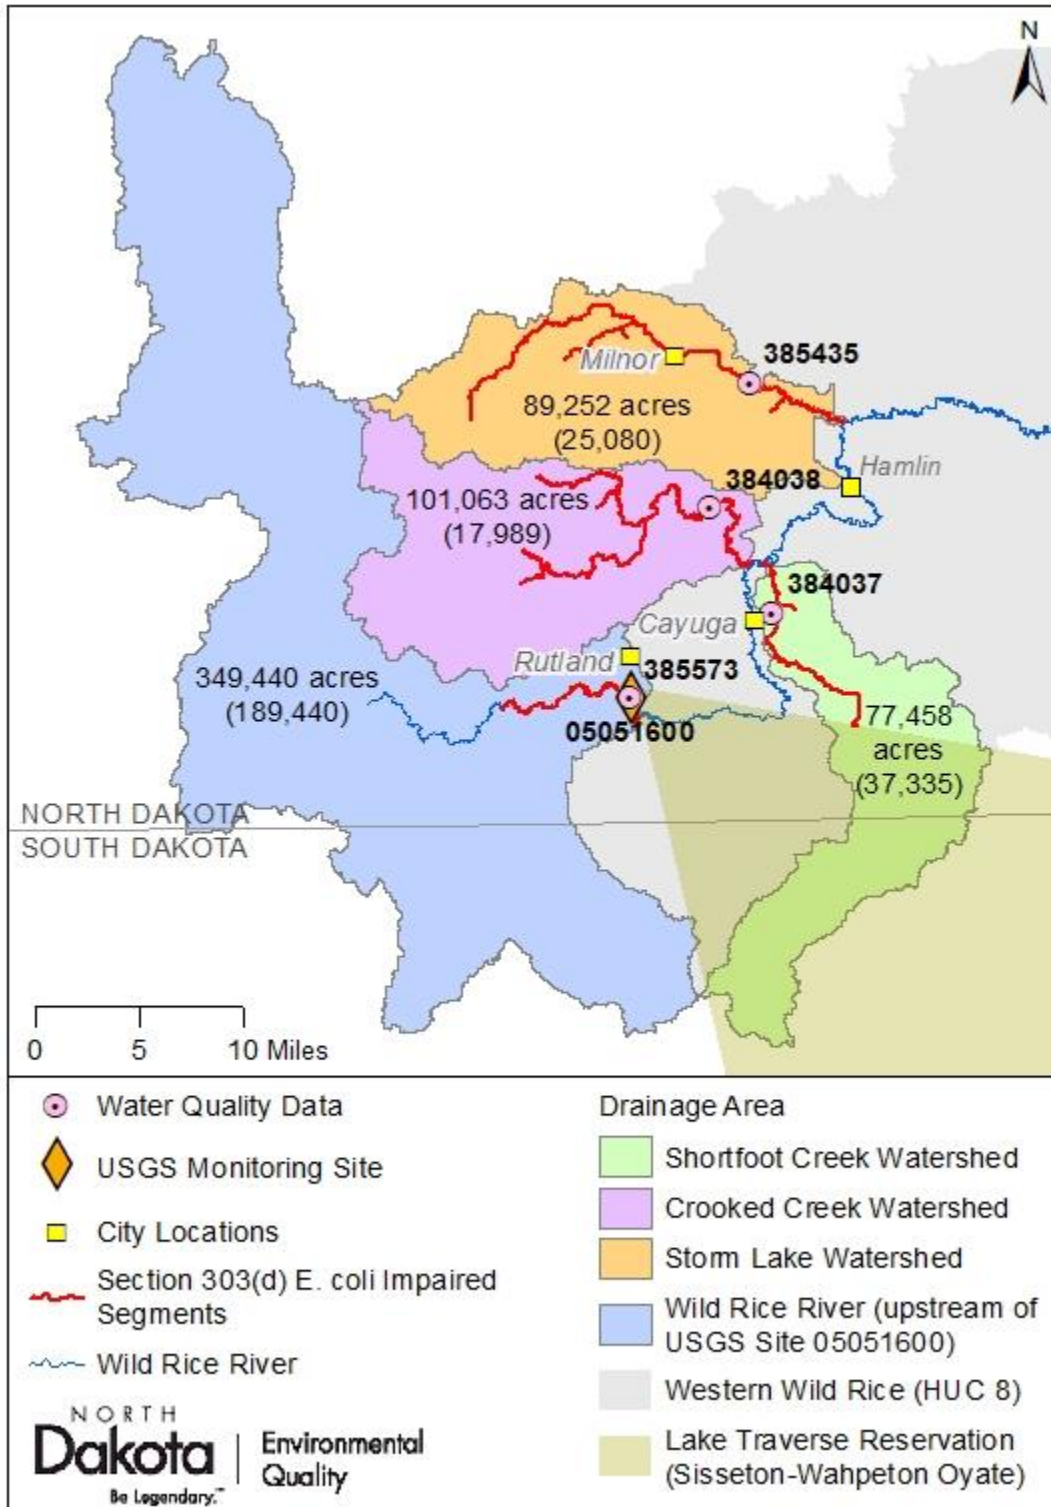 N
385435
Milnor
89,252 acres
(25,080)
Hamlin
384038
101,063 acres
(17,989)
384037
Cayuga
Rutland
385573
349,440 acres
(189,440)
05051600
77,458
acres
(37,335)
NORTH DAKOTA
SOUTH DAKOTA
0 5 10 Miles
Water Quality Data
USGS Monitoring Site
City Locations
Section 303(d) E. coli Impaired
Segments
Wild Rice River
NORTH
Dakota
Be Legendary.™
Environmental
Quality
Drainage Area
Shortfoot Creek Watershed
Crooked Creek Watershed
Storm Lake Watershed
Wild Rice River (upstream of
USGS Site 05051600)
Western Wild Rice (HUC 8)
Lake Traverse Reservation
(Sisseton-Wahpeton Oyate)